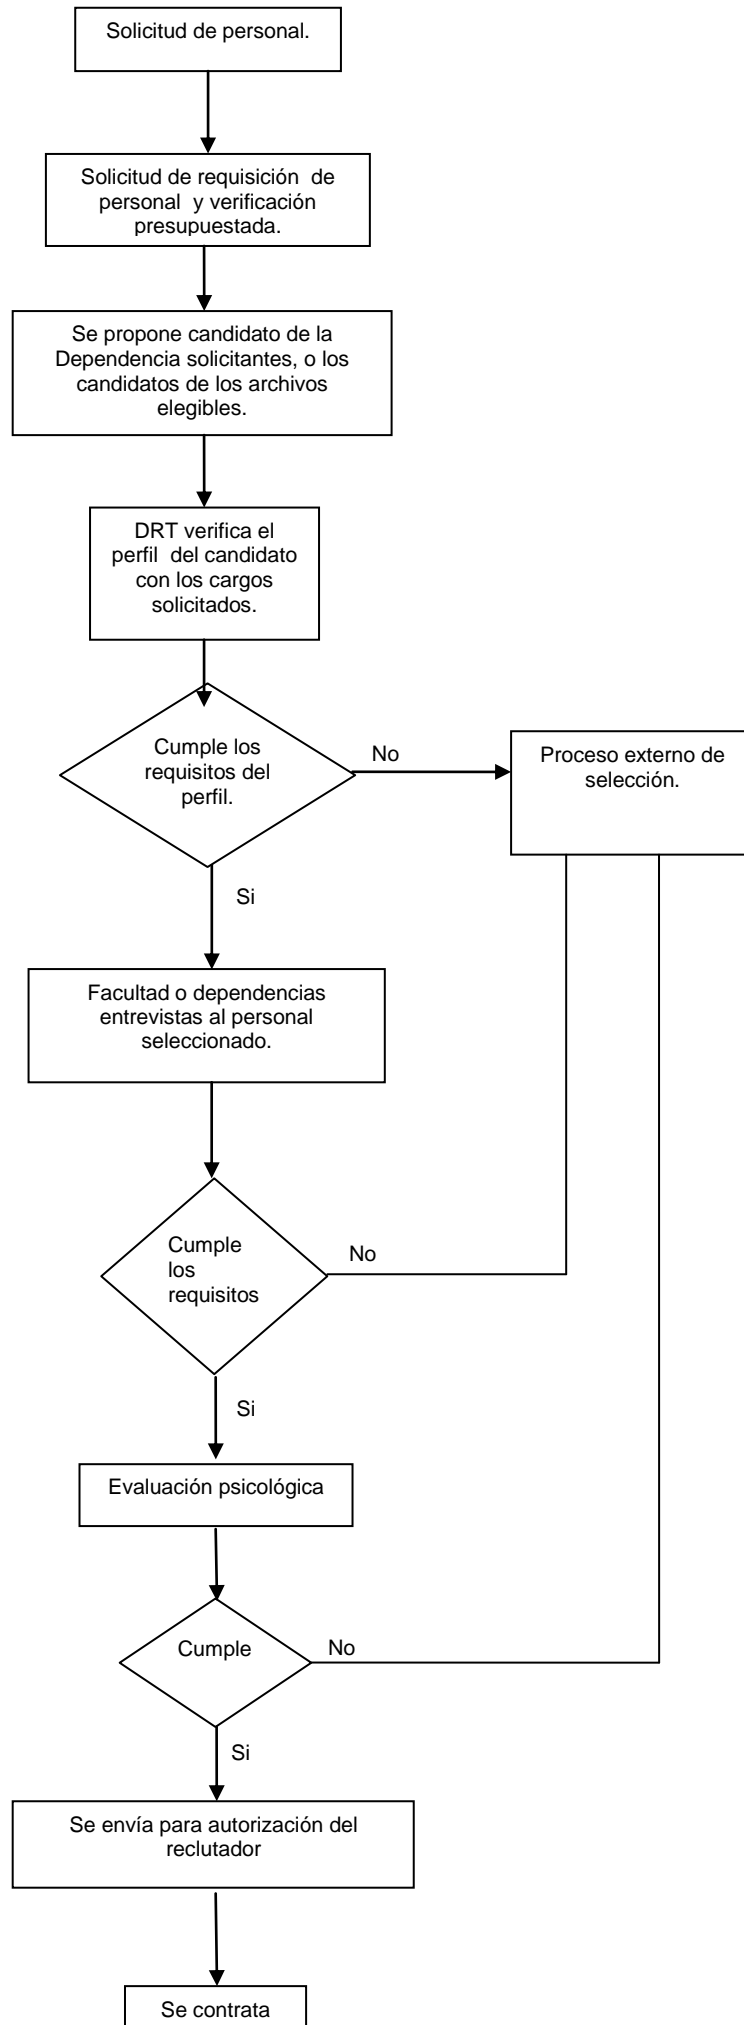 Solicitud de personal.
Solicitud de requisición de
personal y verificación
presupuestada.
Se propone candidato de la
Dependencia solicitantes, o los
candidatos de los archivos
elegibles.
DRT verifica el
perfil del candidato
con los cargos
solicitados.
Cumple los
requisitos del
perfil.
No
Proceso externo de
selección.
Si
Facultad o dependencias
entrevistas al personal
seleccionado.
Cumple
los
requisitos
No
Si
Evaluación psicológica
Cumple
No
Si
Se envía para autorización del
reclutador
Se contrata